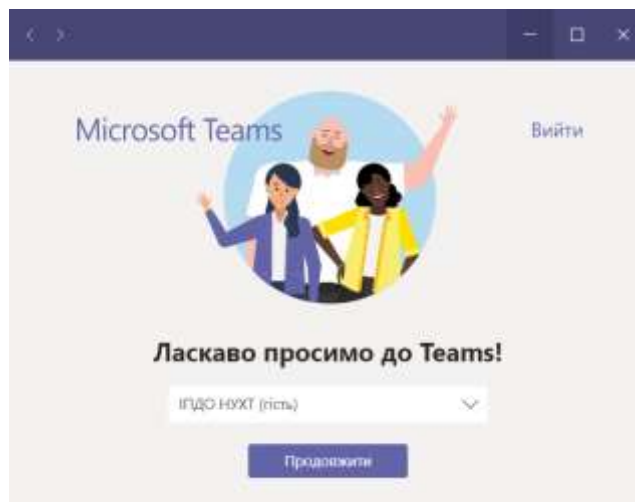 Microsoft Teams
Вийти
Ласкаво просимо до Teams!
ІПДО НУХТ (гість)
Продовжити